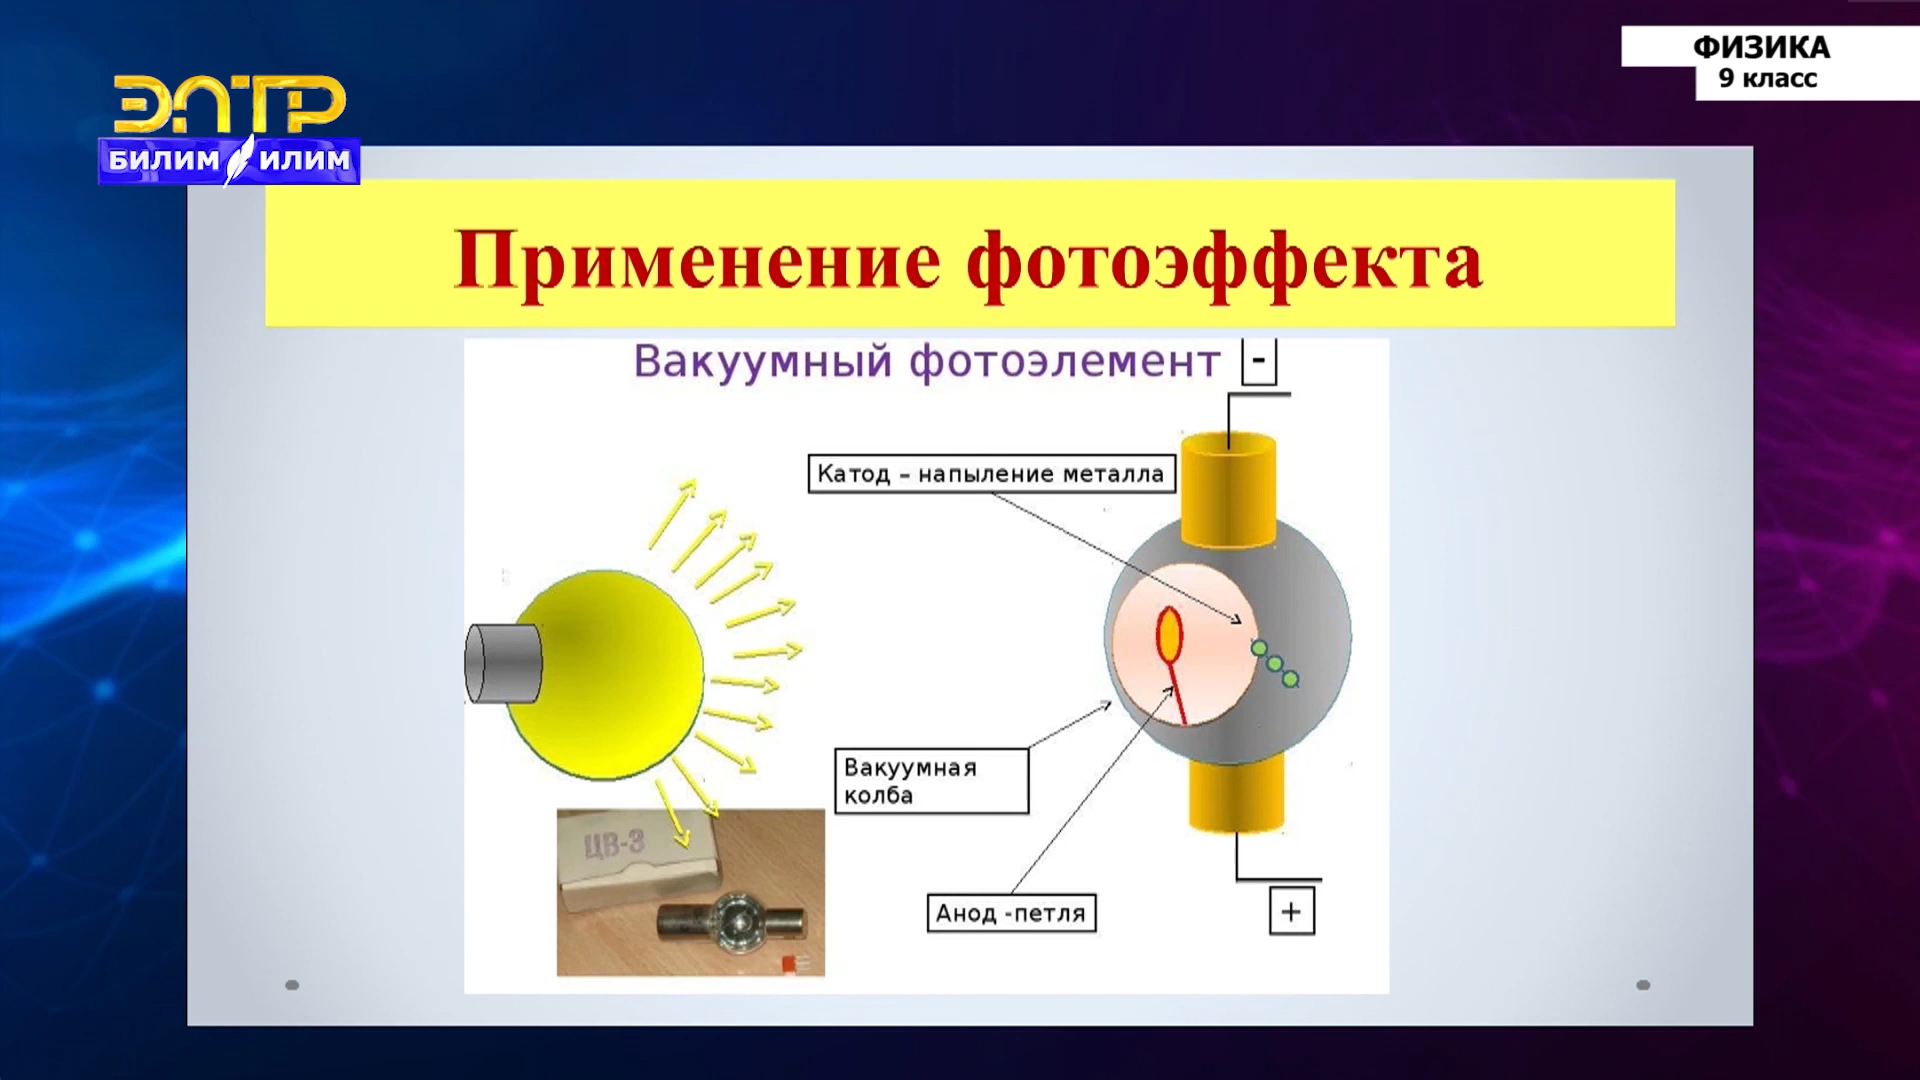 ФИЗИКА
9 класс
ЭЛТР
БИЛИМ ИЛИМ
Применение фотоэффекта
Вакуумный фотоэлемент
-
Катод – напыление металла
Вакуумная
колба
ЦВ-3
Анод -петля
+